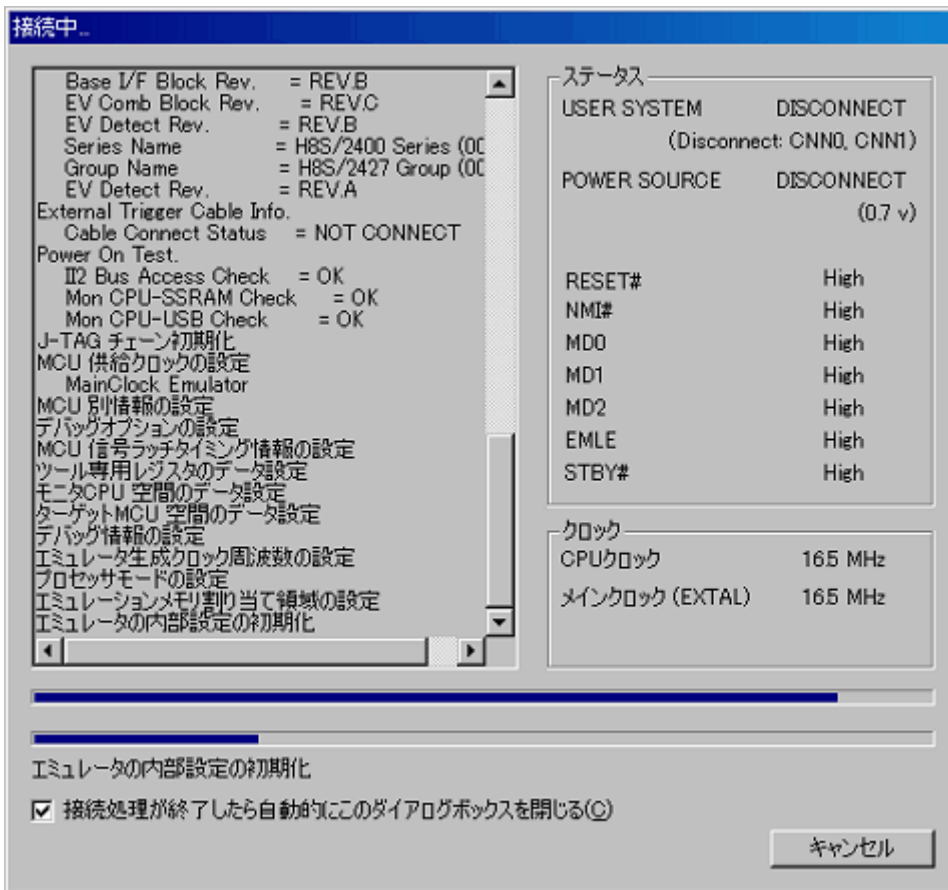 接続中...
Base I/F Block Rev. = REV.B
EV Comb Block Rev. = REV.C
EV Detect Rev. = REV.B
Series Name = H8S/2400 Series (00
Group Name = H8S/2427 Group (00
EV Detect Rev. = REV.A
External Trigger Cable Info.
Cable Connect Status = NOT CONNECT
Power On Test.
II2 Bus Access Check = OK
Mon CPU-SSRAM Check = OK
Mon CPU-USB Check = OK
J-TAG チェーン初期化
MCU 供給クロックの設定
MainClock Emulator
MCU 別情報の設定
デバッグオプションの設定
MCU 信号ラッチタイミング情報の設定
ツール専用レジスタのデータ設定
モニタCPU 空間のデータ設定
ターゲットMCU 空間のデータ設定
デバッグ情報の設定
エミュレータ生成クロック周波数の設定
プロセッサモードの設定
エミュレーションメモリ割り当て領域の設定
エミュレータの内部設定の初期化
ステータス
USER SYSTEM DISCONNECT
(Disconnect: CNN0, CNN1)
POWER SOURCE DISCONNECT
(0.7 v)
RESET# High
NMI# High
MD0 High
MD1 High
MD2 High
EMLE High
STBY# High
クロック
CPUクロック 16.5 MHz
メインクロック (EXTAL) 16.5 MHz
エミュレータの内部設定の初期化
接続処理が終了したら自動的にこのダイアログボックスを閉じる(C)
キャンセル